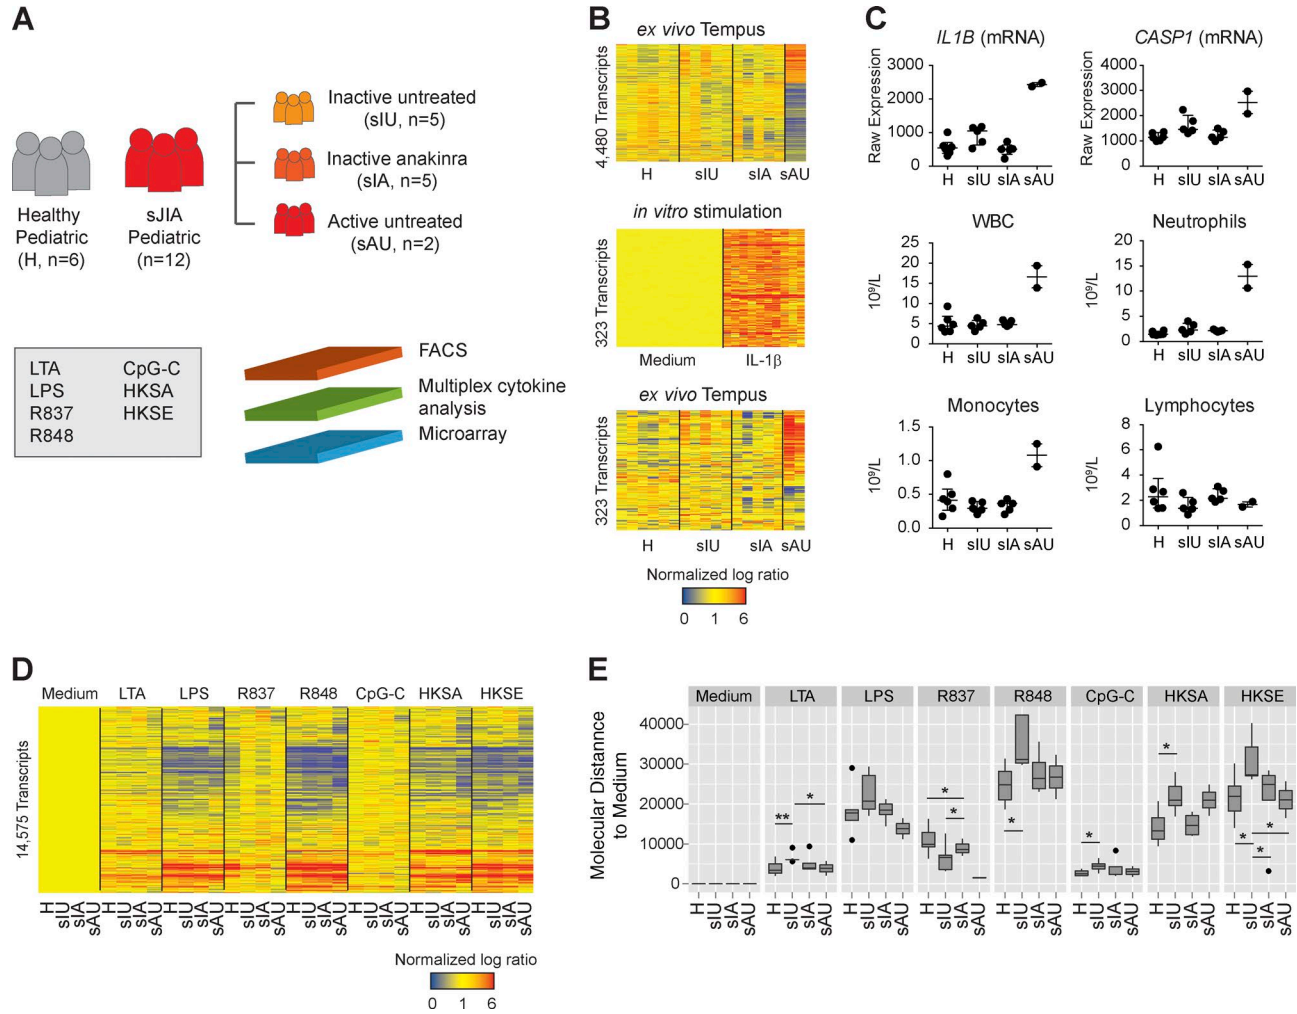 A
Inactive untreated
(sIU, n=5)
Inactive anakinra
(sIA, n=5)
Active untreated
(sAU, n=2)
Healthy
Pediatric
(H, n=6)
sJIA
Pediatric
(n=12)
LTA CpG-C
LPS HKSA
R837 HKSE
R848
FACS
Multiplex cytokine
analysis
Microarray
B
ex vivo Tempus
4,480 Transcripts
H sIU sIA sAU
in vitro stimulation
323 Transcripts
Medium IL-1β
ex vivo Tempus
323 Transcripts
H sIU sIA sAU
Normalized log ratio
0 1 6
C
IL1B (mRNA)
Raw Expression
3000
2000
1000
0
H sIU sIA sAU
CASP1 (mRNA)
Raw Expression
4000
3000
2000
1000
0
H sIU sIA sAU
WBC
10⁹/L
25
20
15
10
5
0
H sIU sIA sAU
Neutrophils
10⁹/L
20
15
10
5
0
H sIU sIA sAU
Monocytes
10⁹/L
1.5
1.0
0.5
0.0
H sIU sIA sAU
Lymphocytes
10⁹/L
8
6
4
2
0
H sIU sIA sAU
D
Medium LTA LPS R837 R848 CpG-C HKSA HKSE
14,575 Transcripts
H sIU sIA sAU H sIU sIA sAU H sIU sIA sAU H sIU sIA sAU H sIU sIA sAU H sIU sIA sAU H sIU sIA sAU H sIU sIA sAU
Normalized log ratio
0 1 6
E
Medium LTA LPS R837 R848 CpG-C HKSA HKSE
Molecular Distannce
to Medium
40000
30000
20000
10000
0
** * * * * * * * * *
H sIU sIA sAU H sIU sIA sAU H sIU sIA sAU H sIU sIA sAU H sIU sIA sAU H sIU sIA sAU H sIU sIA sAU H sIU sIA sAU